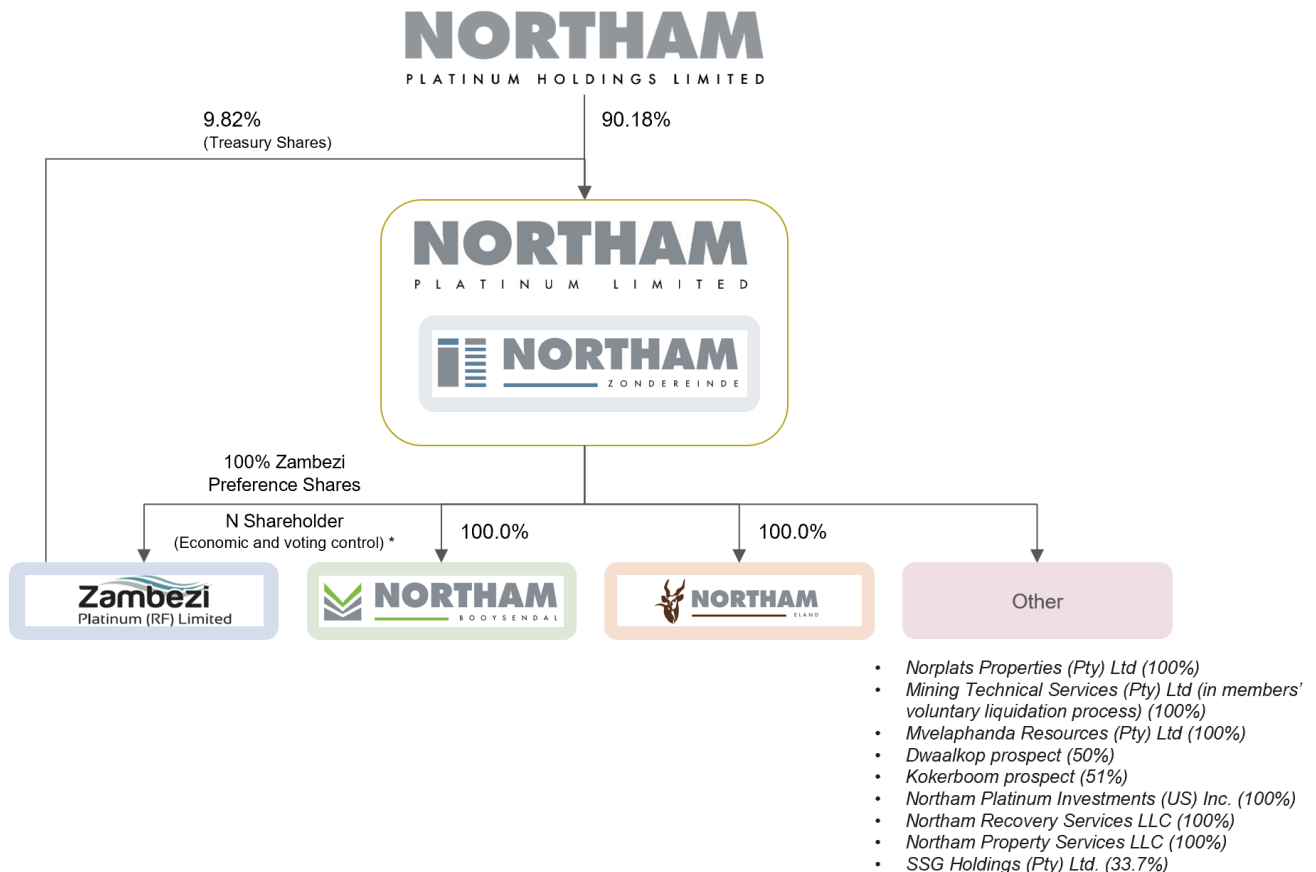 NORTHAM
PLATINUM HOLDINGS LIMITED
9.82%
(Treasury Shares)
90.18%
NORTHAM
PLATINUM LIMITED
NORTHAM
ZONDEREINDE
100% Zambezi
Preference Shares
N Shareholder
(Economic and voting control) *
100.0%
100.0%
Zambezi
Platinum (RF) Limited
NORTHAM
BOOYSENDAL
NORTHAM
ELAND
Other
• Norplats Properties (Pty) Ltd (100%)
• Mining Technical Services (Pty) Ltd (in members’
voluntary liquidation process) (100%)
• Mvelaphanda Resources (Pty) Ltd (100%)
• Dwaalkop prospect (50%)
• Kokerboom prospect (51%)
• Northam Platinum Investments (US) Inc. (100%)
• Northam Recovery Services LLC (100%)
• Northam Property Services LLC (100%)
• SSG Holdings (Pty) Ltd. (33.7%)